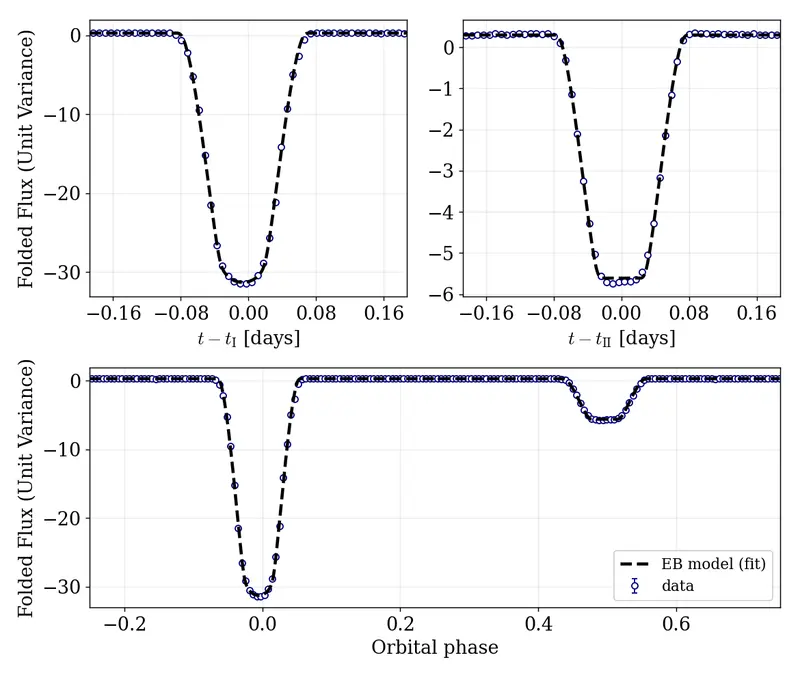 Folded Flux (Unit Variance)
0
−10
−20
−30
−0.16 −0.08 0.00 0.08 0.16
t − t_I [days]
0
−1
−2
−3
−4
−5
−6
−0.16 −0.08 0.00 0.08 0.16
t − t_II [days]
Folded Flux (Unit Variance)
0
−10
−20
−30
−0.2 0.0 0.2 0.4 0.6
Orbital phase
EB model (fit)
data